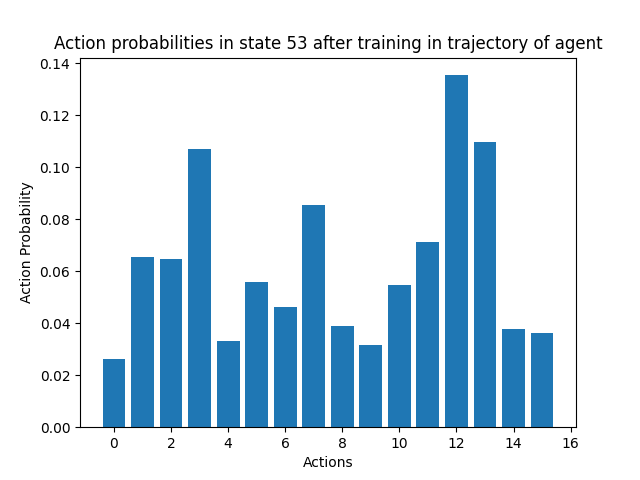 Action probabilities in state 53 after training in trajectory of agent
0.14
0.12
0.10
0.08
0.06
0.04
0.02
0.00
Action Probability
0 2 4 6 8 10 12 14 16
Actions